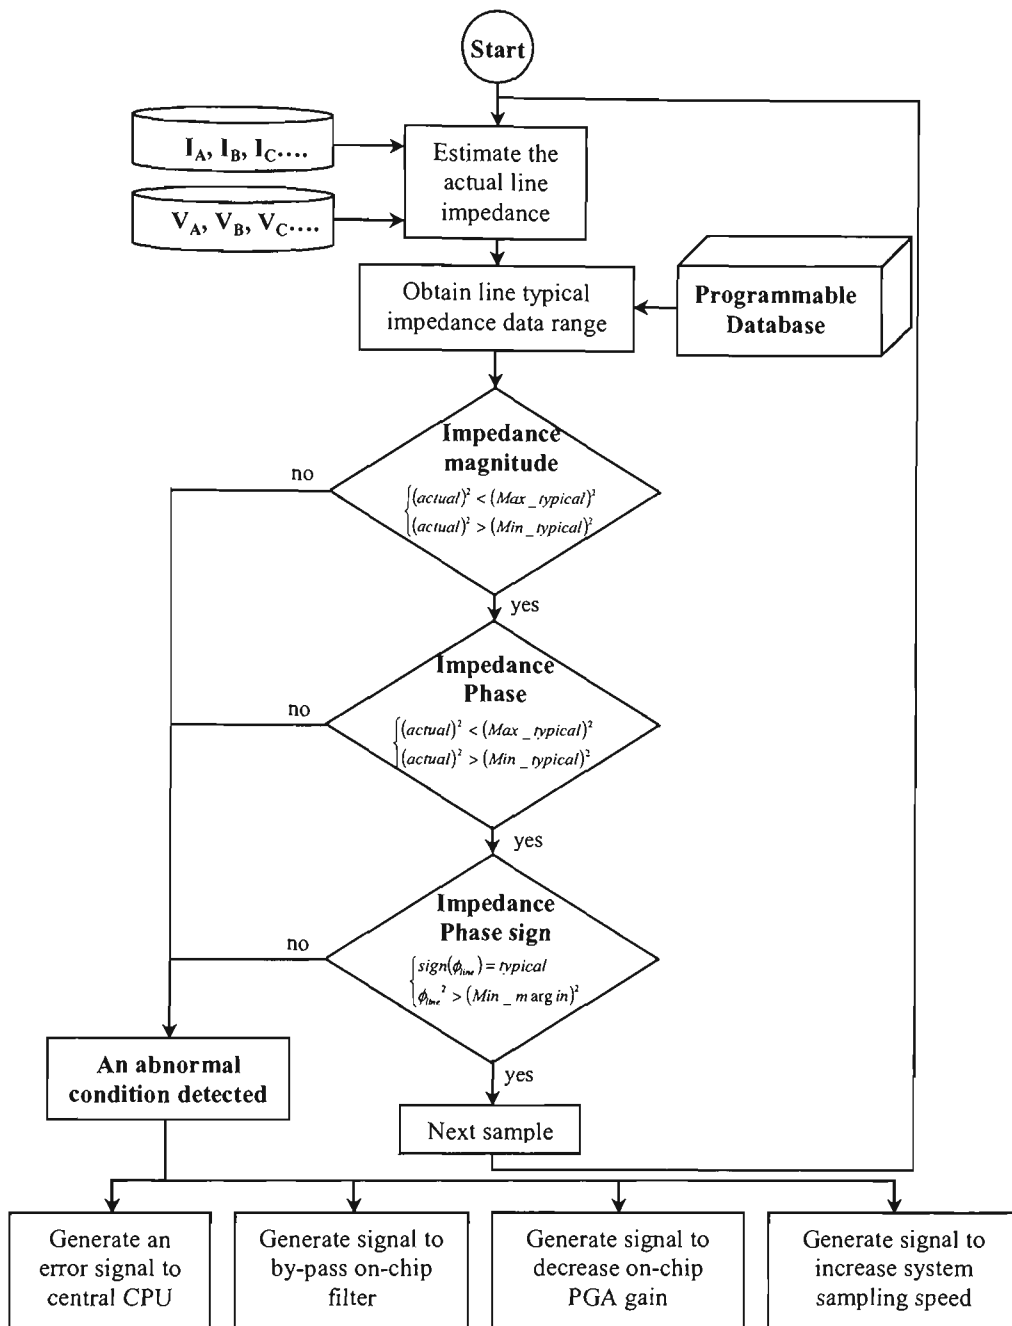 Start
I_A, I_B, I_C....
V_A, V_B, V_C....
Estimate the
actual line
impedance
Obtain line typical
impedance data range
Programmable
Database
Impedance
magnitude
{(actual)² < (Max_typical)²
(actual)² > (Min_typical)²
no
yes
Impedance
Phase
{(actual)² < (Max_typical)²
(actual)² > (Min_typical)²
no
yes
Impedance
Phase sign
{sign(ϕ_line) = typical
ϕ_line² > (Min_m arg in)²
no
yes
An abnormal
condition detected
Next sample
Generate an
error signal to
central CPU
Generate signal to
by-pass on-chip
filter
Generate signal to
decrease on-chip
PGA gain
Generate signal to
increase system
sampling speed